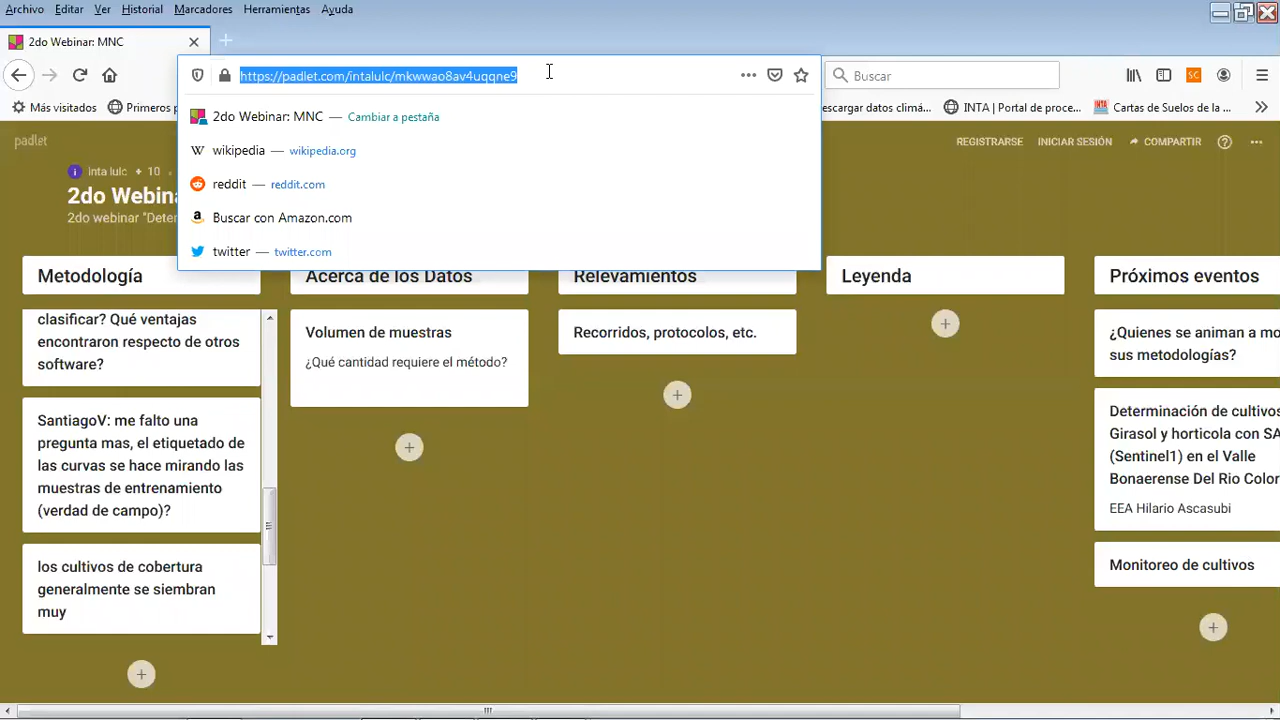 Archivo Editar Ver Historial Marcadores Herramientas Ayuda
2do Webinar: MNC
https://padlet.com/intalulc/mkwwao8av4uqqne9
Buscar
Más visitados
Primeros p
escargar datos climá...
INTA | Portal de proce...
Cartas de Suelos de la ...
2do Webinar: MNC — Cambiar a pestaña
wikipedia — wikipedia.org
reddit — reddit.com
Buscar con Amazon.com
twitter — twitter.com
padlet
REGISTRARSE
INICIAR SESIÓN
COMPARTIR
inta lulc + 10
2do Webina
2do webinar "Deter
Metodología
clasificar? Qué ventajas
encontraron respecto de otros
software?
SantiagoV: me falto una
pregunta mas, el etiquetado de
las curvas se hace mirando las
muestras de entrenamiento
(verdad de campo)?
los cultivos de cobertura
generalmente se siembran
muy
Acerca de los Datos
Volumen de muestras
¿Qué cantidad requiere el método?
Relevamientos
Recorridos, protocolos, etc.
Leyenda
Próximos eventos
¿Quienes se animan a mo
sus metodologías?
Determinación de cultivos
Girasol y horticola con SA
(Sentinel1) en el Valle
Bonaerense Del Rio Color
EEA Hilario Ascasubi
Monitoreo de cultivos